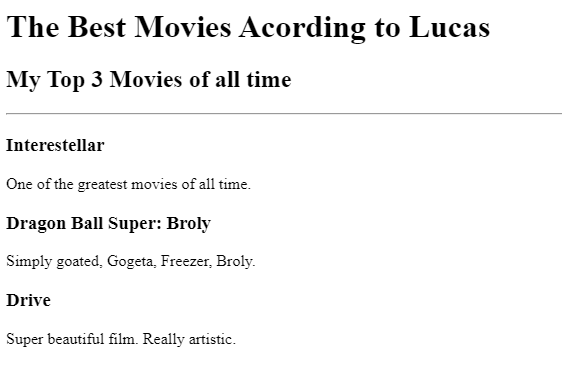 The Best Movies Acording to Lucas
My Top 3 Movies of all time
Interestellar
One of the greatest movies of all time.
Dragon Ball Super: Broly
Simply goated, Gogeta, Freezer, Broly.
Drive
Super beautiful film. Really artistic.